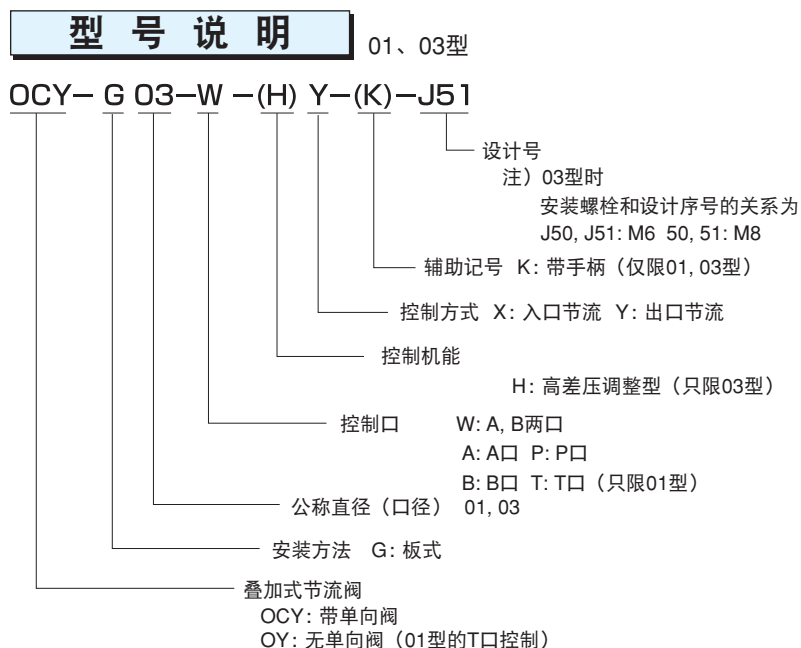 型号说明
01、03型
OCY－G 03－W－(H) Y－(K)－J51
设计号
注）03型时
安装螺栓和设计序号的关系为
J50, J51: M6 50, 51: M8
辅助记号 K: 带手柄（仅限01, 03型）
控制方式 X: 入口节流 Y: 出口节流
控制机能
H: 高差压调整型（只限03型）
控制口 W: A, B两口
A: A口 P: P口
B: B口 T: T口（只限01型）
公称直径（口径） 01, 03
安装方法 G: 板式
叠加式节流阀
OCY: 带单向阀
OY: 无单向阀（01型的T口控制）